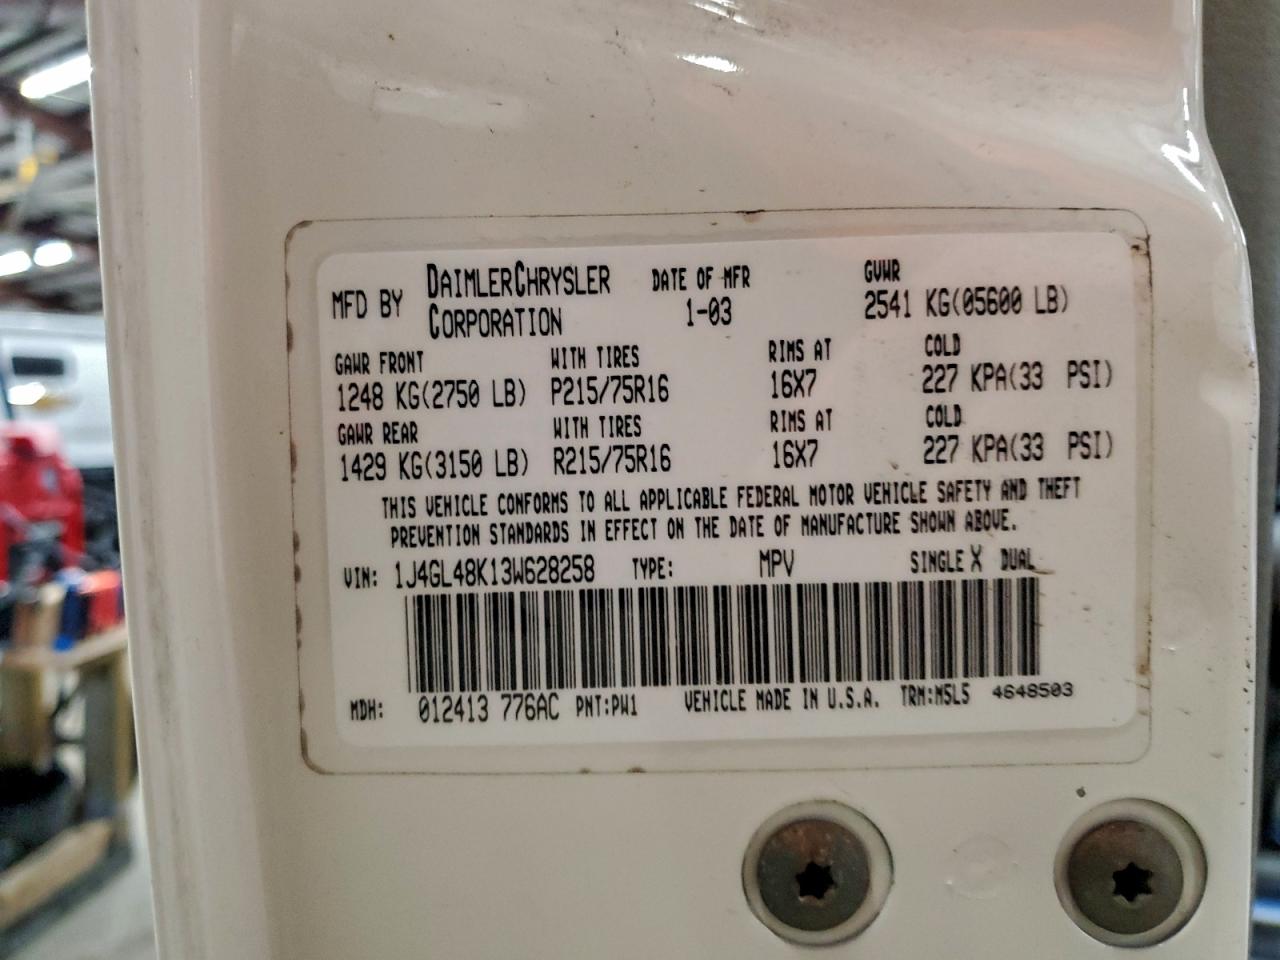 MFD BY DAIMLERCHRYSLER CORPORATION DATE OF MFR 1-03 GVWR 2541 KG(05600 LB)
GAWR FRONT WITH TIRES RIMS AT COLD
1248 KG(2750 LB) P215/75R16 16X7 227 KPA(33 PSI)
GAWR REAR WITH TIRES RIMS AT COLD
1429 KG(3150 LB) R215/75R16 16X7 227 KPA(33 PSI)
THIS VEHICLE CONFORMS TO ALL APPLICABLE FEDERAL MOTOR VEHICLE SAFETY AND THEFT
PREVENTION STANDARDS IN EFFECT ON THE DATE OF MANUFACTURE SHOWN ABOVE.
VIN: 1J4GL48K13W628258 TYPE: MPV SINGLE X DUAL
MDH: 012413 776AC PNT:PW1 VEHICLE MADE IN U.S.A. TRM:M5L5 4648503